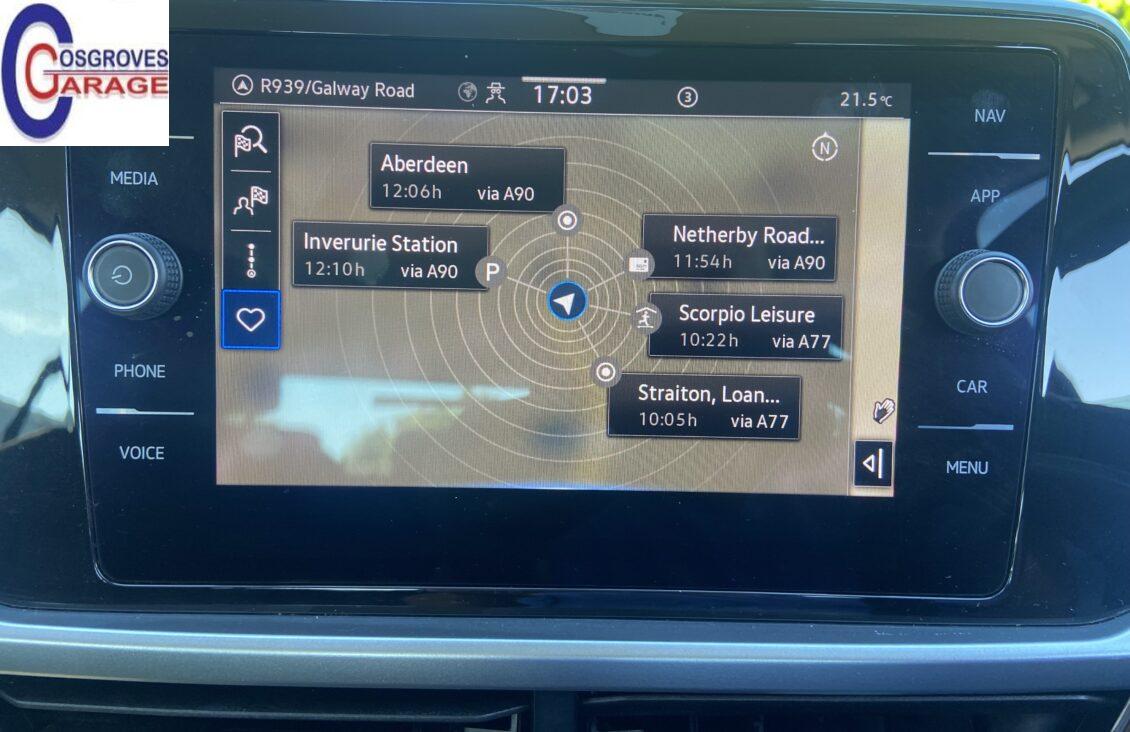 COSGROVES
GARAGE
R939/Galway Road
17:03
3
21.5°C
NAV
MEDIA
APP
N
Aberdeen
12:06h via A90
Inverurie Station
12:10h via A90
P
Netherby Road...
11:54h via A90
Scorpio Leisure
10:22h via A77
Straiton, Loan...
10:05h via A77
PHONE
CAR
VOICE
MENU